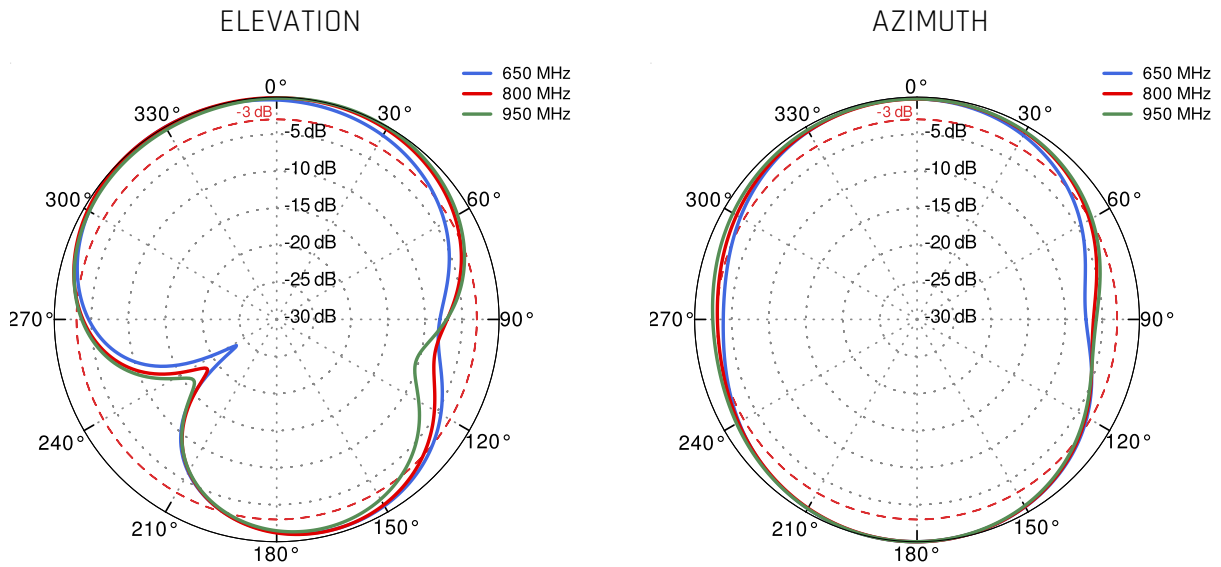 ELEVATION
650 MHz
800 MHz
950 MHz
0°
30°
60°
90°
120°
150°
180°
210°
240°
270°
300°
330°
-3 dB
-5 dB
-10 dB
-15 dB
-20 dB
-25 dB
-30 dB
AZIMUTH
650 MHz
800 MHz
950 MHz
0°
30°
60°
90°
120°
150°
180°
210°
240°
270°
300°
330°
-3 dB
-5 dB
-10 dB
-15 dB
-20 dB
-25 dB
-30 dB